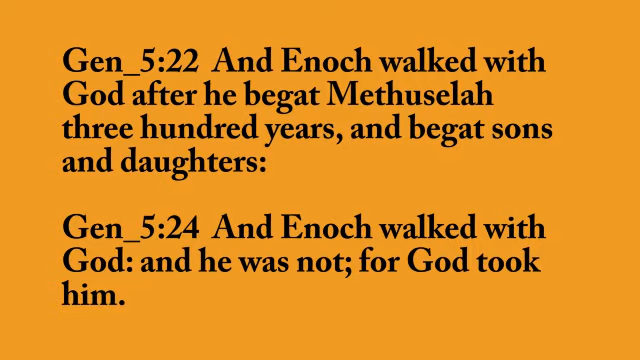 Gen_5:22  And Enoch walked with
God after he begat Methuselah
three hundred years, and begat sons
and daughters:
Gen_5:24  And Enoch walked with
God: and he was not; for God took
him.